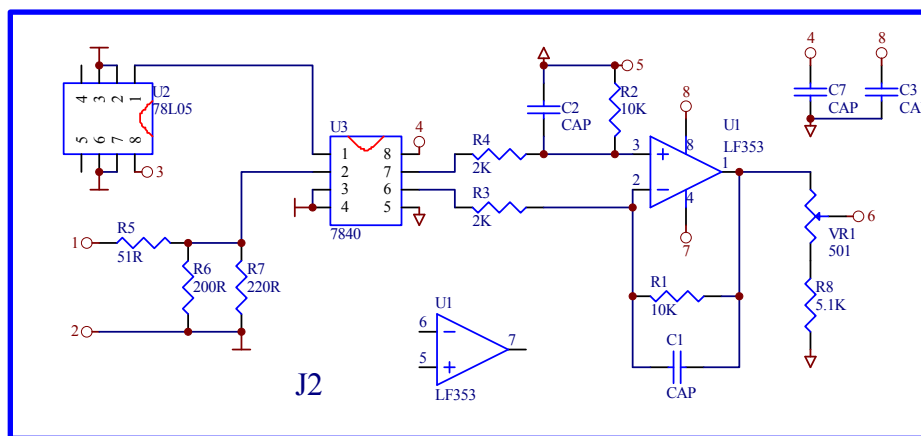 4 3 2 1
U2
78L05
5 6 7 8
3
U3
1 8
2 7
3 6
4 5
7840
4
R4
2K
R3
2K
C2
CAP
R2
10K
5
8
U1
LF353
3
2
8
1
4
7
4
C7
CAP
8
C3
CA
VR1
501
6
R8
5.1K
1
R5
51R
R6
200R
R7
220R
2
R1
10K
C1
CAP
U1
6
5
7
LF353
J2